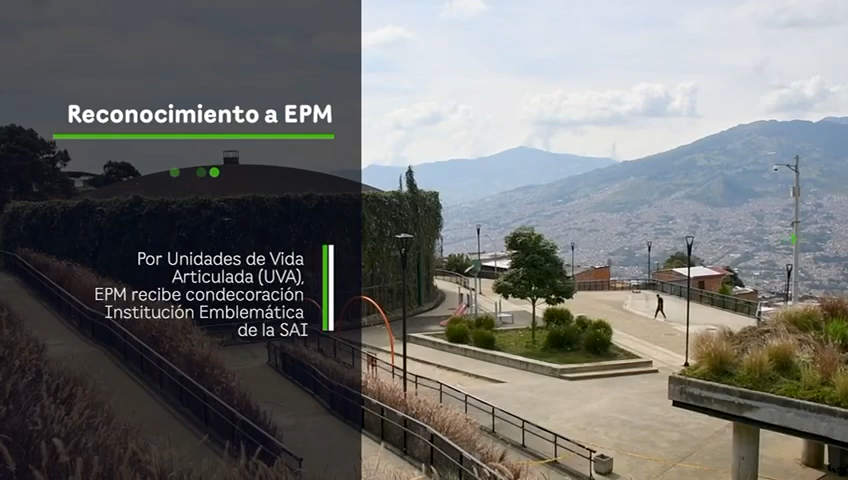 Reconocimiento a EPM
Por Unidades de Vida
Articulada (UVA),
EPM recibe condecoración
Institución Emblemática
de la SAI